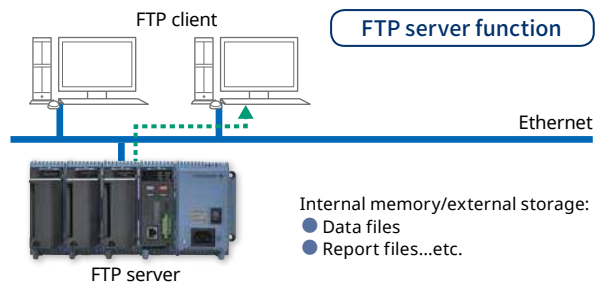 FTP client
FTP server function
Ethernet
Internal memory/external storage:
Data files
Report files...etc.
FTP server